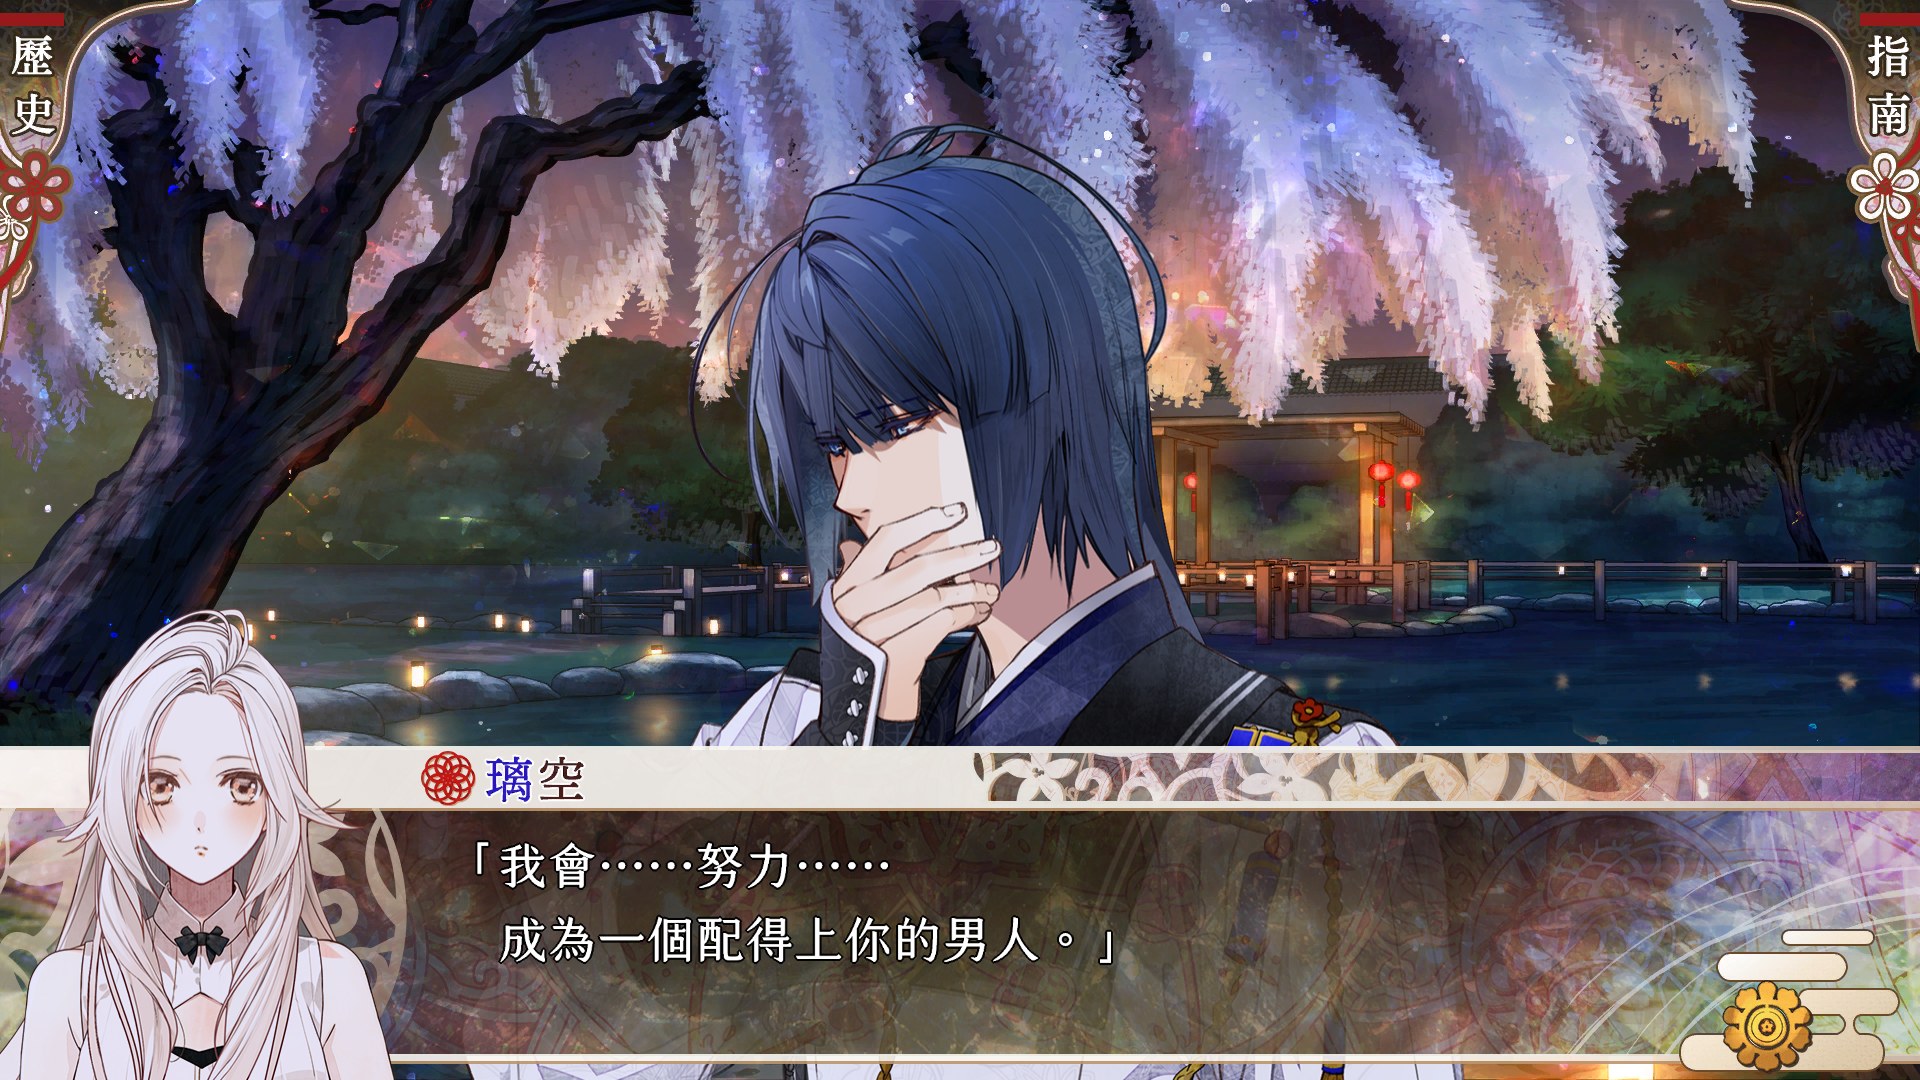 歷史
指南
璃空
「我會……努力……
成為一個配得上你的男人。」